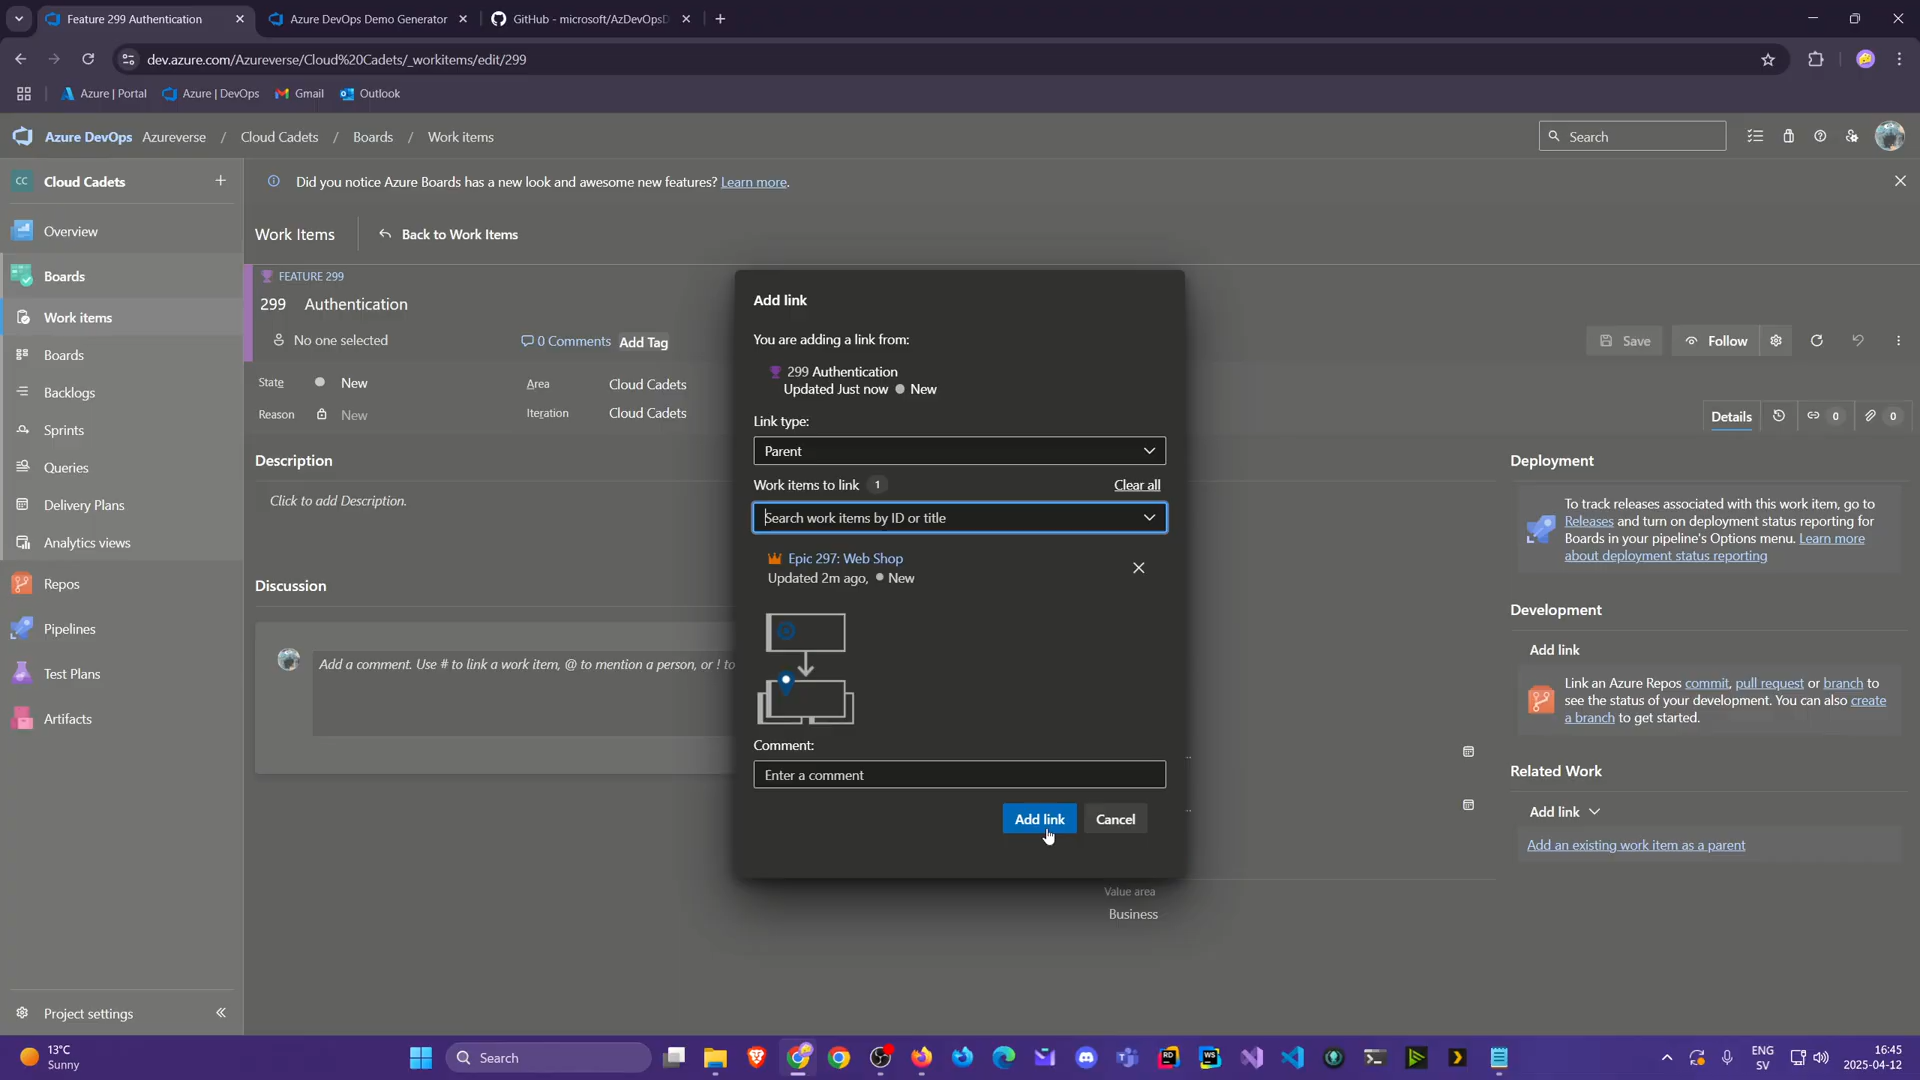 Feature 299 Authentication
Azure DevOps Demo Generator
GitHub - microsoft/AzDevOpsD
dev.azure.com/Azureverse/Cloud%20Cadets/_workitems/edit/299
Azure | Portal
Azure | DevOps
Gmail
Outlook
Azure DevOps
Azureverse / Cloud Cadets / Boards / Work items
Search
CC
Cloud Cadets
Did you notice Azure Boards has a new look and awesome new features? Learn more.
Overview
Boards
Work items
Boards
Backlogs
Sprints
Queries
Delivery Plans
Analytics views
Repos
Pipelines
Test Plans
Artifacts
Project settings
Work Items
Back to Work Items
FEATURE 299
299 Authentication
No one selected
0 Comments
Add Tag
Save
Follow
State
New
Area
Cloud Cadets
Reason
New
Iteration
Cloud Cadets
Details
0
0
Description
Click to add Description.
Discussion
Add a comment. Use # to link a work item, @ to mention a person, or ! to
Add link
You are adding a link from:
299 Authentication
Updated Just now New
Link type:
Parent
Work items to link 1
Clear all
Search work items by ID or title
Epic 297: Web Shop
Updated 2m ago, New
Comment:
Enter a comment
Add link
Cancel
Value area
Business
Deployment
To track releases associated with this work item, go to
Releases and turn on deployment status reporting for
Boards in your pipeline's Options menu. Learn more
about deployment status reporting
Development
Add link
Link an Azure Repos commit, pull request or branch to
see the status of your development. You can also create
a branch to get started.
Related Work
Add link
Add an existing work item as a parent
13°C
Sunny
Search
ENG
SV
16:45
2025-04-12